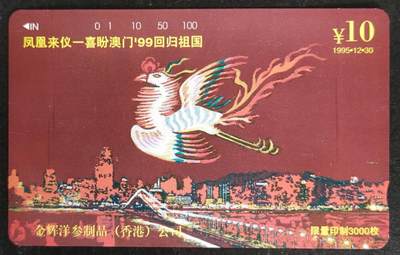 ◀IN 0 1 10 50 100
凤凰来仪—喜盼澳门'99回归祖国
¥10
1995•12•30
金辉洋参制品（香港）公司
限量印制3000枚